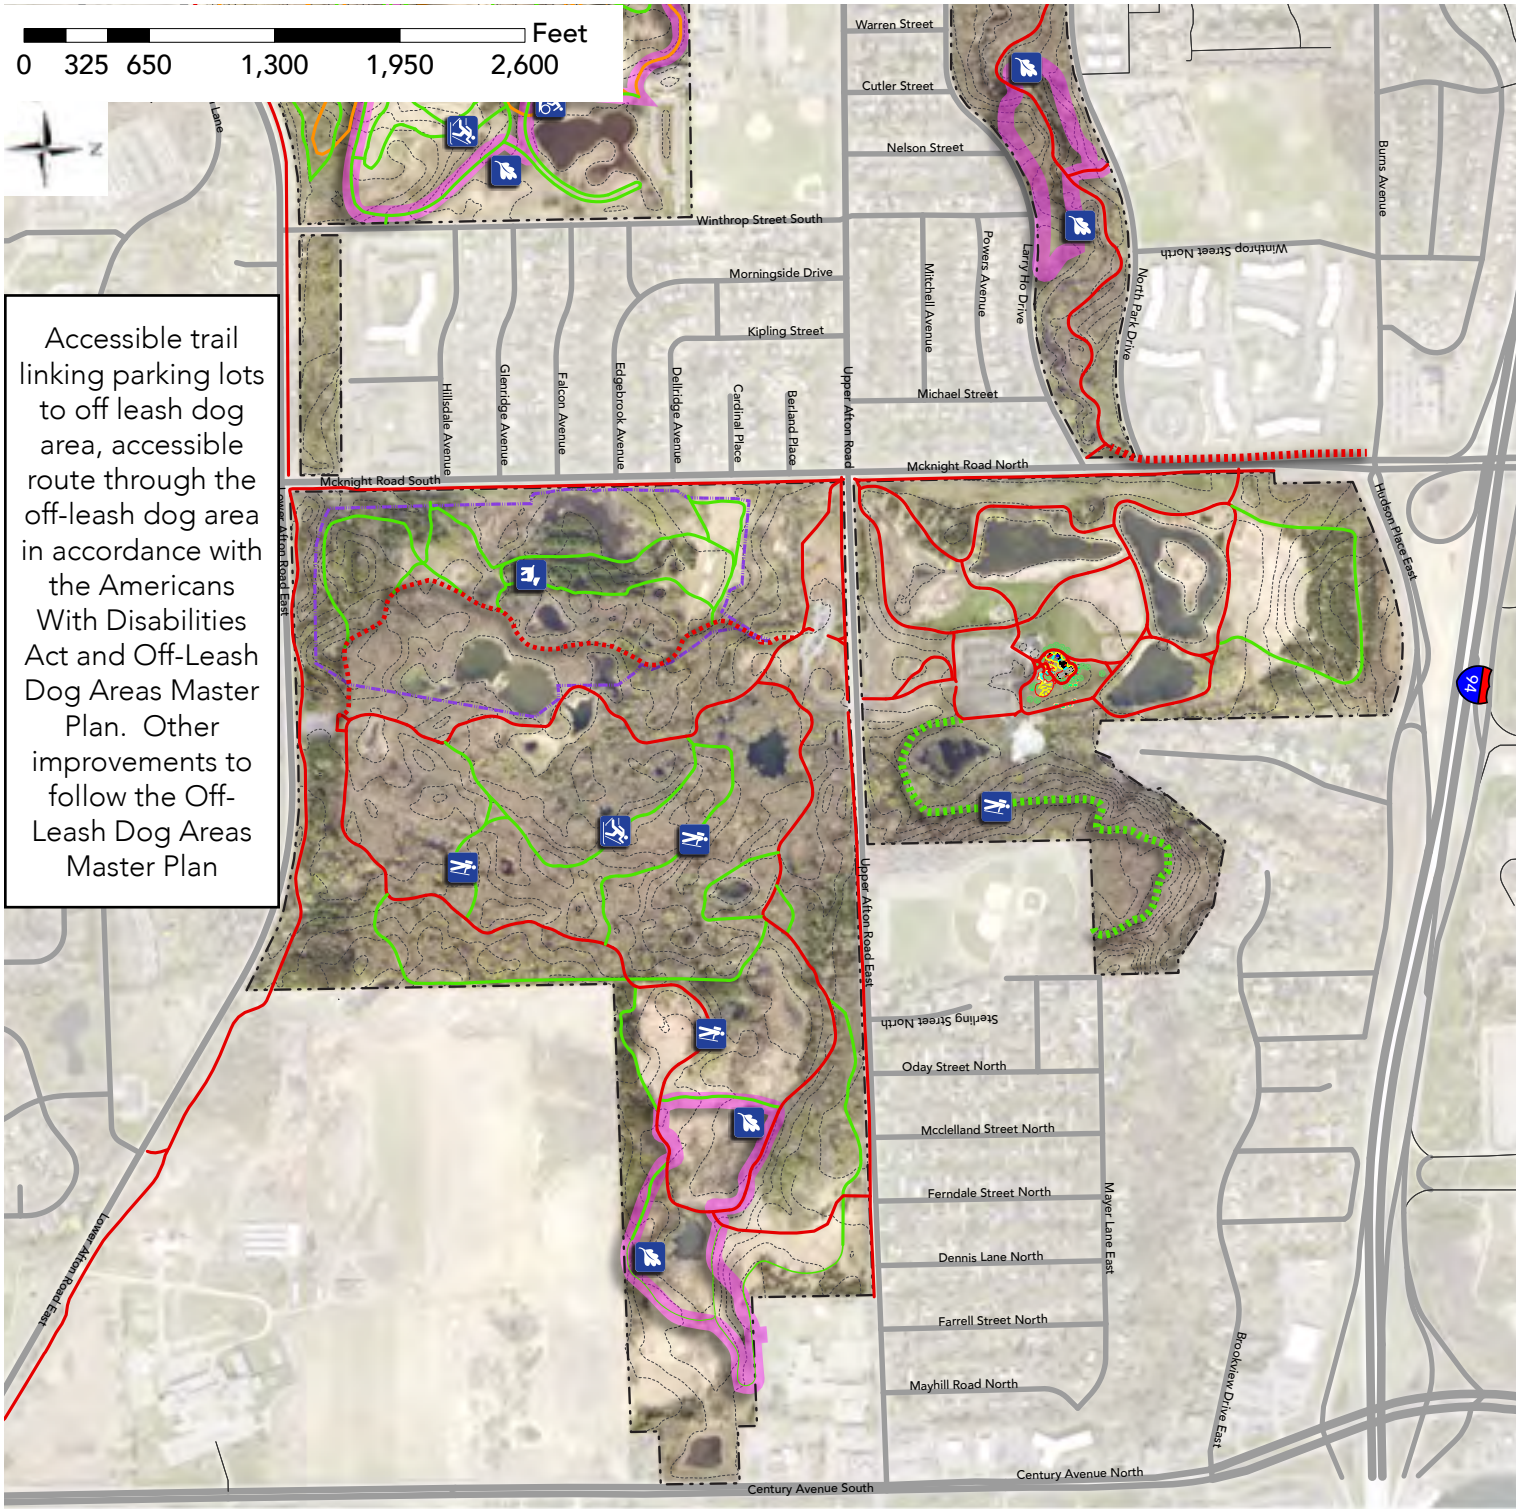 Feet
0 325 650 1,300 1,950 2,600
N
Lane
Accessible trail
linking parking lots
to off leash dog
area, accessible
route through the
off-leash dog area
in accordance with
the Americans
With Disabilities
Act and Off-Leash
Dog Areas Master
Plan. Other
improvements to
follow the Off-
Leash Dog Areas
Master Plan
Warren Street
Cutler Street
Nelson Street
Burns Avenue
Winthrop Street South
Winthrop Street North
Morningside Drive
Kipling Street
Mitchell Avenue
Powers Avenue
Larry Ho Drive
North Park Drive
Michael Street
Hillsdale Avenue
Glenridge Avenue
Falcon Avenue
Edgebrook Avenue
Dellridge Avenue
Cardinal Place
Berland Place
Upper Afton Road
Mcknight Road North
Mcknight Road South
Lower Afton Road East
Hudson Place East
94
Upper Afton Road East
Sterling Street North
Oday Street North
Mcclelland Street North
Ferndale Street North
Mayer Lane East
Dennis Lane North
Farrell Street North
Mayhill Road North
Brookview Drive East
Lower Afton Road East
Century Avenue North
Century Avenue South